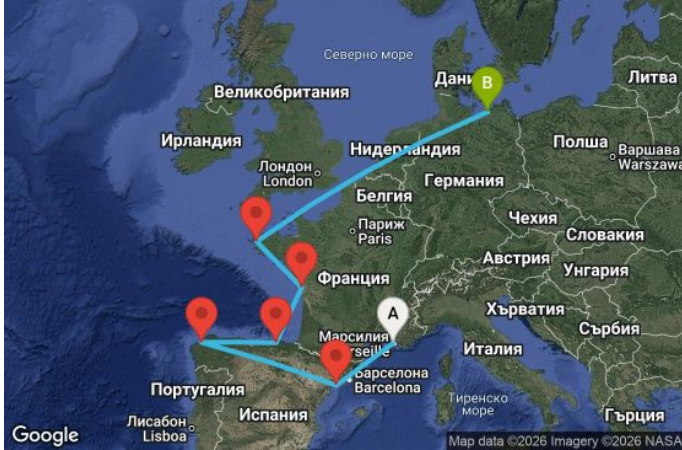 Северно море
Дани
B
Литва
Великобритания
Ирландия
Нидерландия
Полша
Варшава
Warszawa
Лондон
London
Германия
Белгия
Париж
Paris
Чехия
Словакия
Австрия
Унгария
Франция
A
Хърватия
Марсилия
rseille
Сърбия
Италия
Барселона
Barcelona
Португалия
Тиренско
море
Испания
Лисабон
Lisboa
Гърция
Google
Map data ©2026 Imagery ©2026 NASA